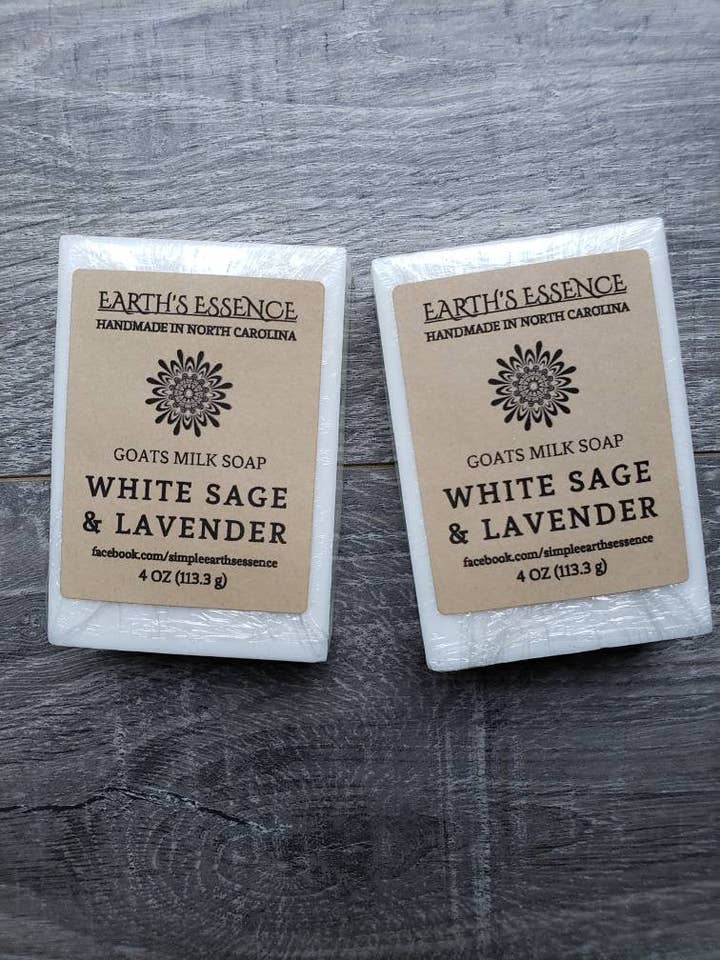 EARTH'S ESSENCE
HANDMADE IN NORTH CAROLINA
GOATS MILK SOAP
WHITE SAGE
& LAVENDER
facebook.com/simpleearthsessence
4 OZ (113.3 g)
EARTH'S ESSENCE
HANDMADE IN NORTH CAROLINA
GOATS MILK SOAP
WHITE SAGE
& LAVENDER
facebook.com/simpleearthsessence
4 OZ (113.3 g)